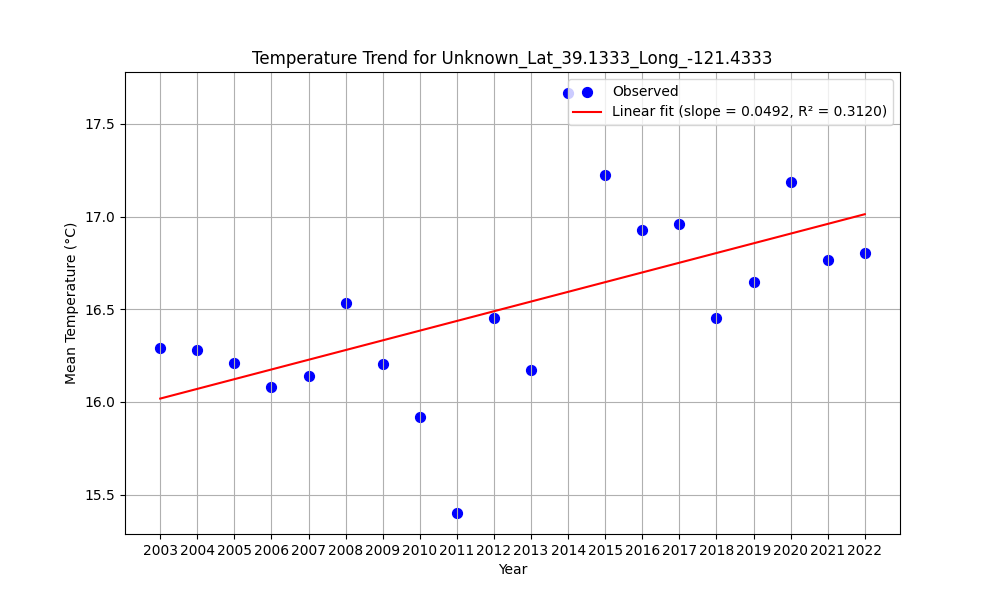 Temperature Trend for Unknown_Lat_39.1333_Long_-121.4333
Observed
Linear fit (slope = 0.0492, R² = 0.3120)
Mean Temperature (°C)
17.5
17.0
16.5
16.0
15.5
2003 2004 2005 2006 2007 2008 2009 2010 2011 2012 2013 2014 2015 2016 2017 2018 2019 2020 2021 2022
Year